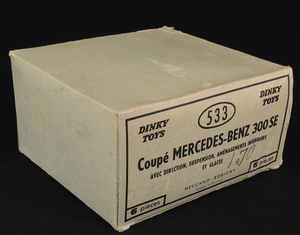 DINKY TOYS
533
DINKY TOYS
Coupé MERCEDES-BENZ 300 SE
AVEC DIRECTION, SUSPENSION, AMÉNAGEMENTS INTÉRIEURS
ET GLACES
MECCANO-BOBIGNY
6 pièces
6 pièces